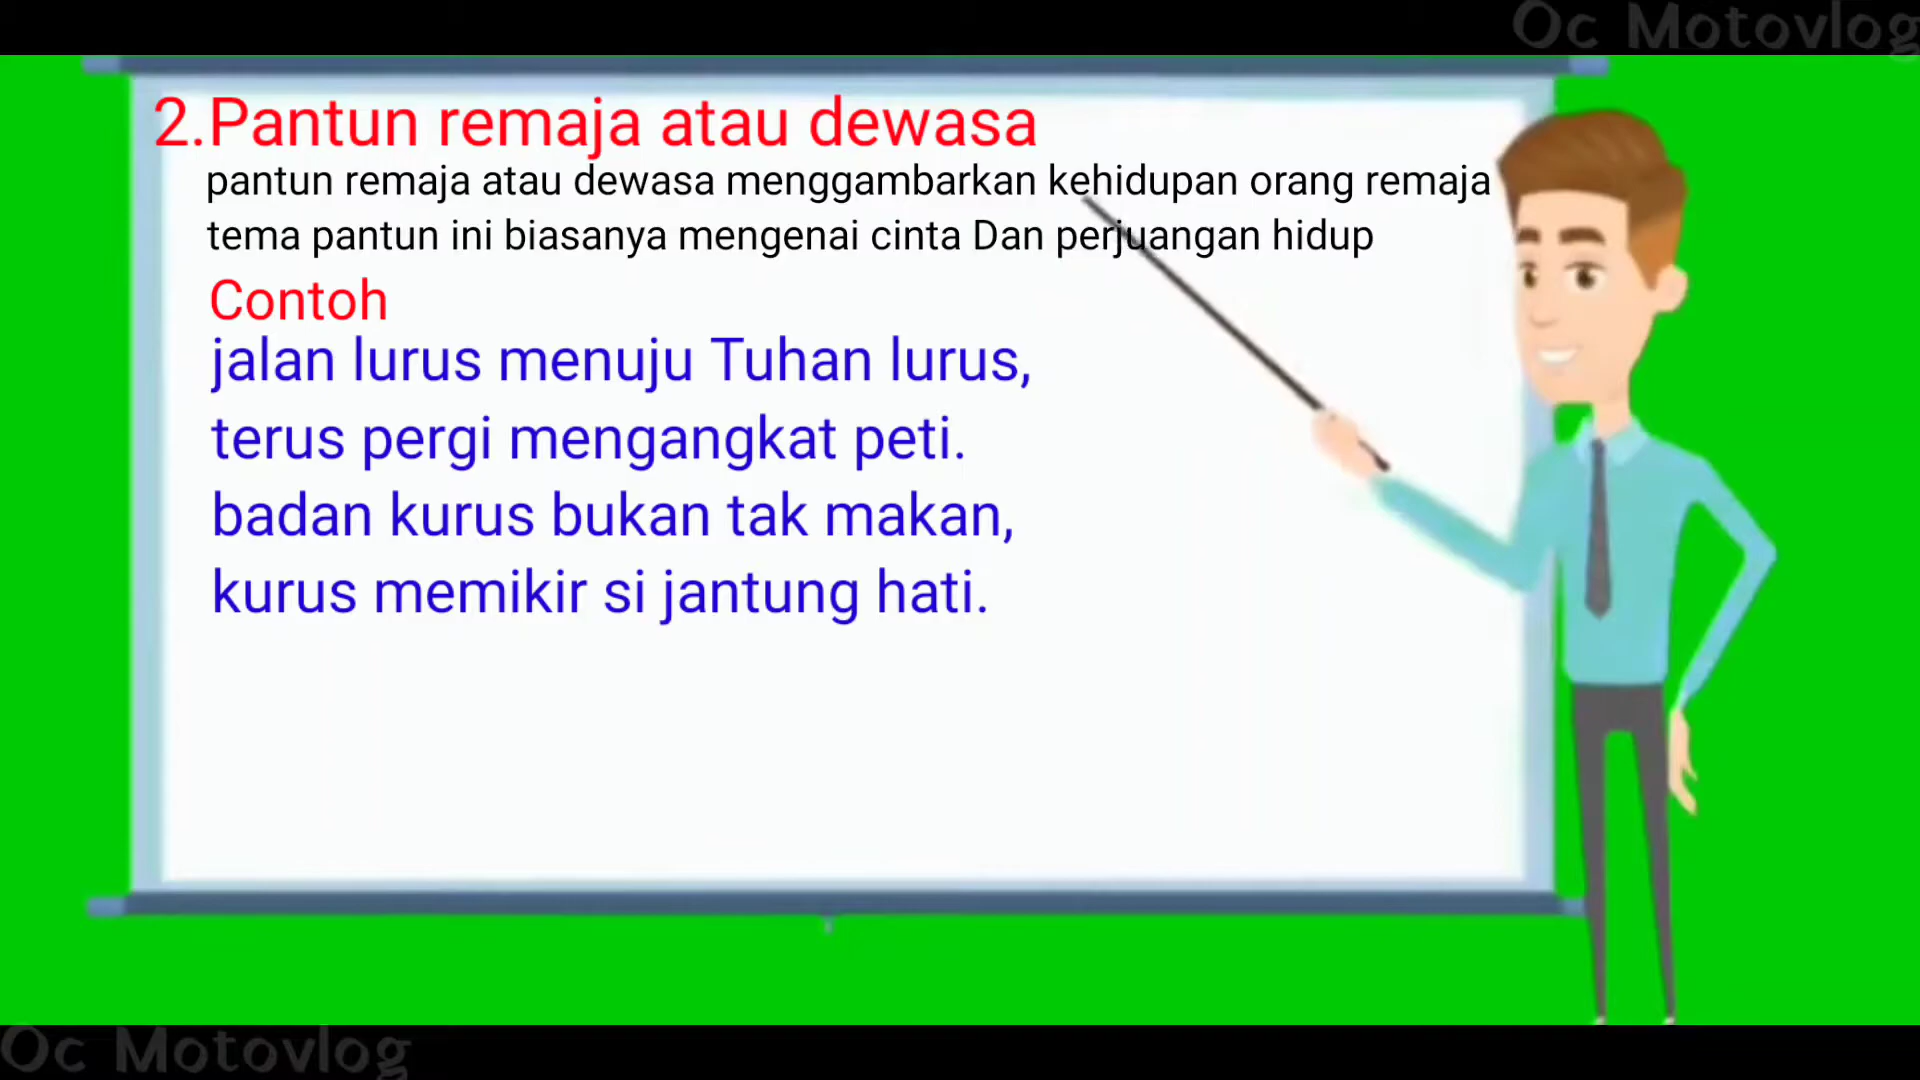 Oc Motovlog
2.Pantun remaja atau dewasa
pantun remaja atau dewasa menggambarkan kehidupan orang remaja
tema pantun ini biasanya mengenai cinta Dan perjuangan hidup
Contoh
jalan lurus menuju Tuhan lurus,
terus pergi mengangkat peti.
badan kurus bukan tak makan,
kurus memikir si jantung hati.
Oc Motovlog